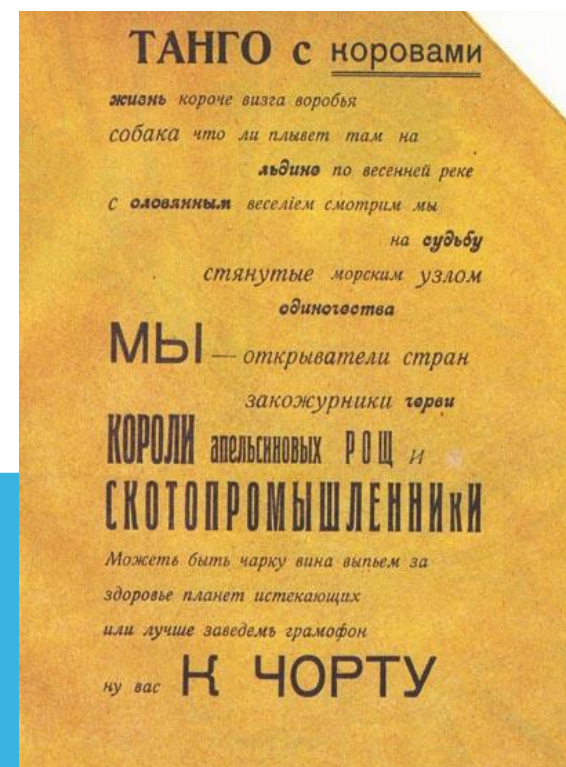 ТАНГО с коровами
жизнь короче визга воробья
собака что ли плывет там на
льдине по весенней реке
с оловянным веселіем смотрим мы
на судьбу
стянутые морским узлом
одиночества
МЫ — открыватели стран
закожурники черви
КОРОЛИ апельсиновых РОЩ и
СКОТОПРОМЫШЛЕННИкИ
Можеть быть чарку вина выпьем за
здоровье планет истекающих
или лучше заведемь грамофон
ну вас К ЧОРТУ